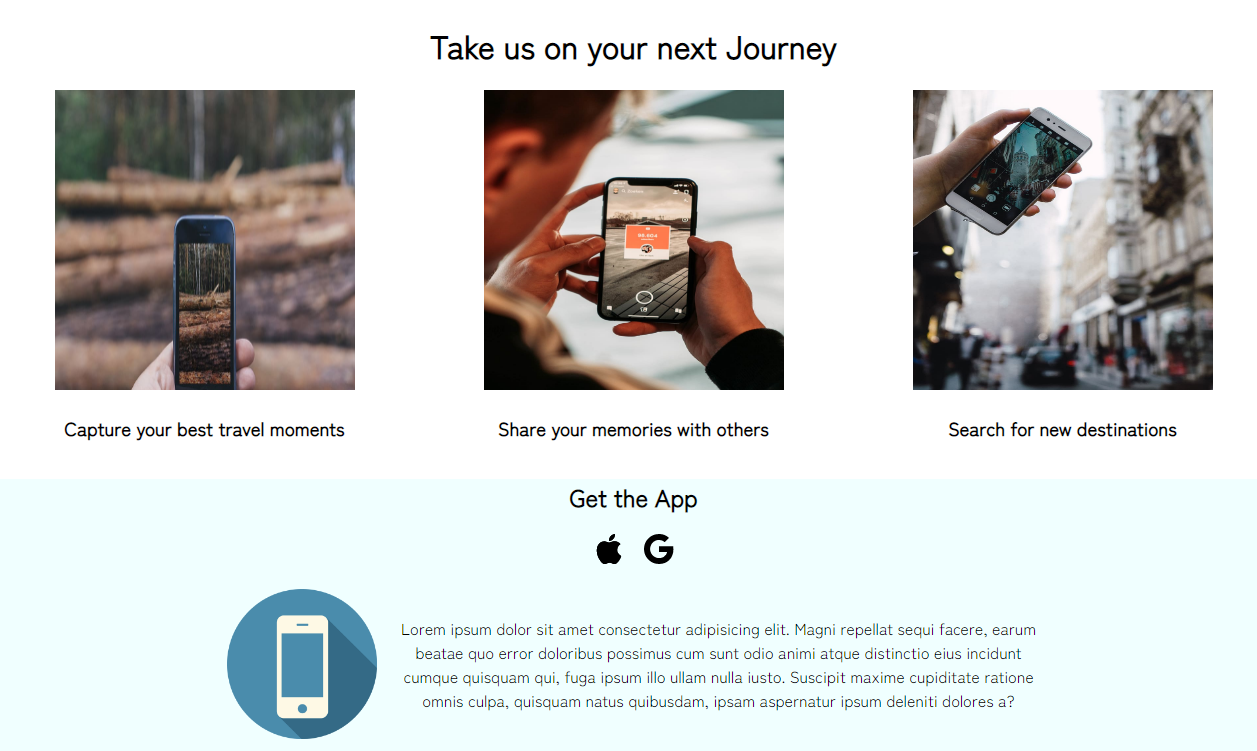 Take us on your next Journey
Capture your best travel moments
Share your memories with others
Search for new destinations
Get the App
Lorem ipsum dolor sit amet consectetur adipisicing elit. Magni repellat sequi facere, earum
beatae quo error doloribus possimus cum sunt odio animi atque distinctio eius incidunt
cumque quisquam qui, fuga ipsum illo ullam nulla iusto. Suscipit maxime cupiditate ratione
omnis culpa, quisquam natus quibusdam, ipsam aspernatur ipsum deleniti dolores a?